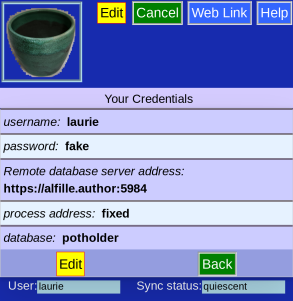 Edit Cancel Web Link Help
Your Credentials
username: laurie
password: fake
Remote database server address:
https://alfille.author:5984
process address: fixed
database: potholder
Edit Back
User: laurie Sync status: quiescent